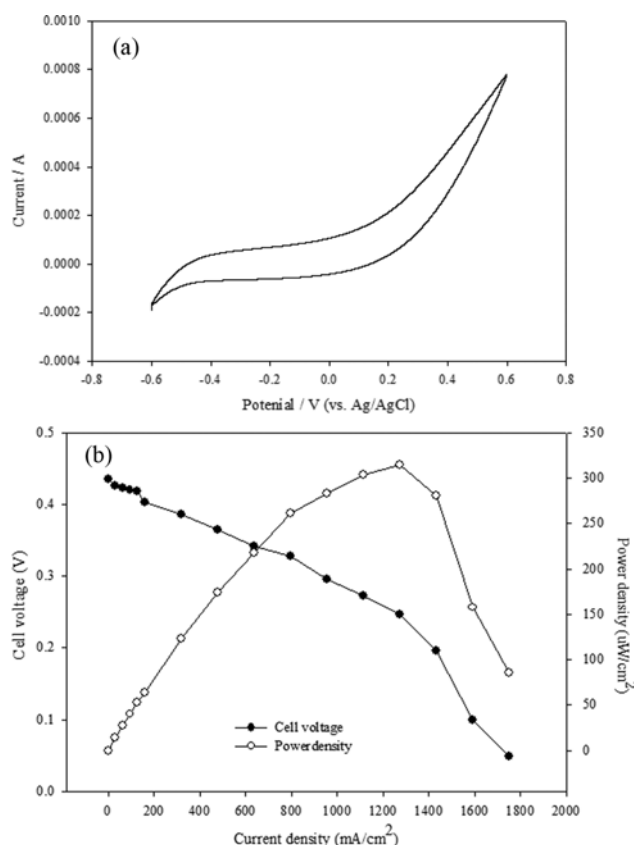 (a)
0.0010
0.0008
0.0006
0.0004
0.0002
0.0000
-0.0002
-0.0004
Current / A
-0.8 -0.6 -0.4 -0.2 0.0 0.2 0.4 0.6 0.8
Potenial / V (vs. Ag/AgCl)
(b)
0.5
0.4
0.3
0.2
0.1
0.0
Cell voltage (V)
350
300
250
200
150
100
50
0
Power density (uW/cm2)
Cell voltage
Powerdensity
0 200 400 600 800 1000 1200 1400 1600 1800 2000
Current density (mA/cm2)